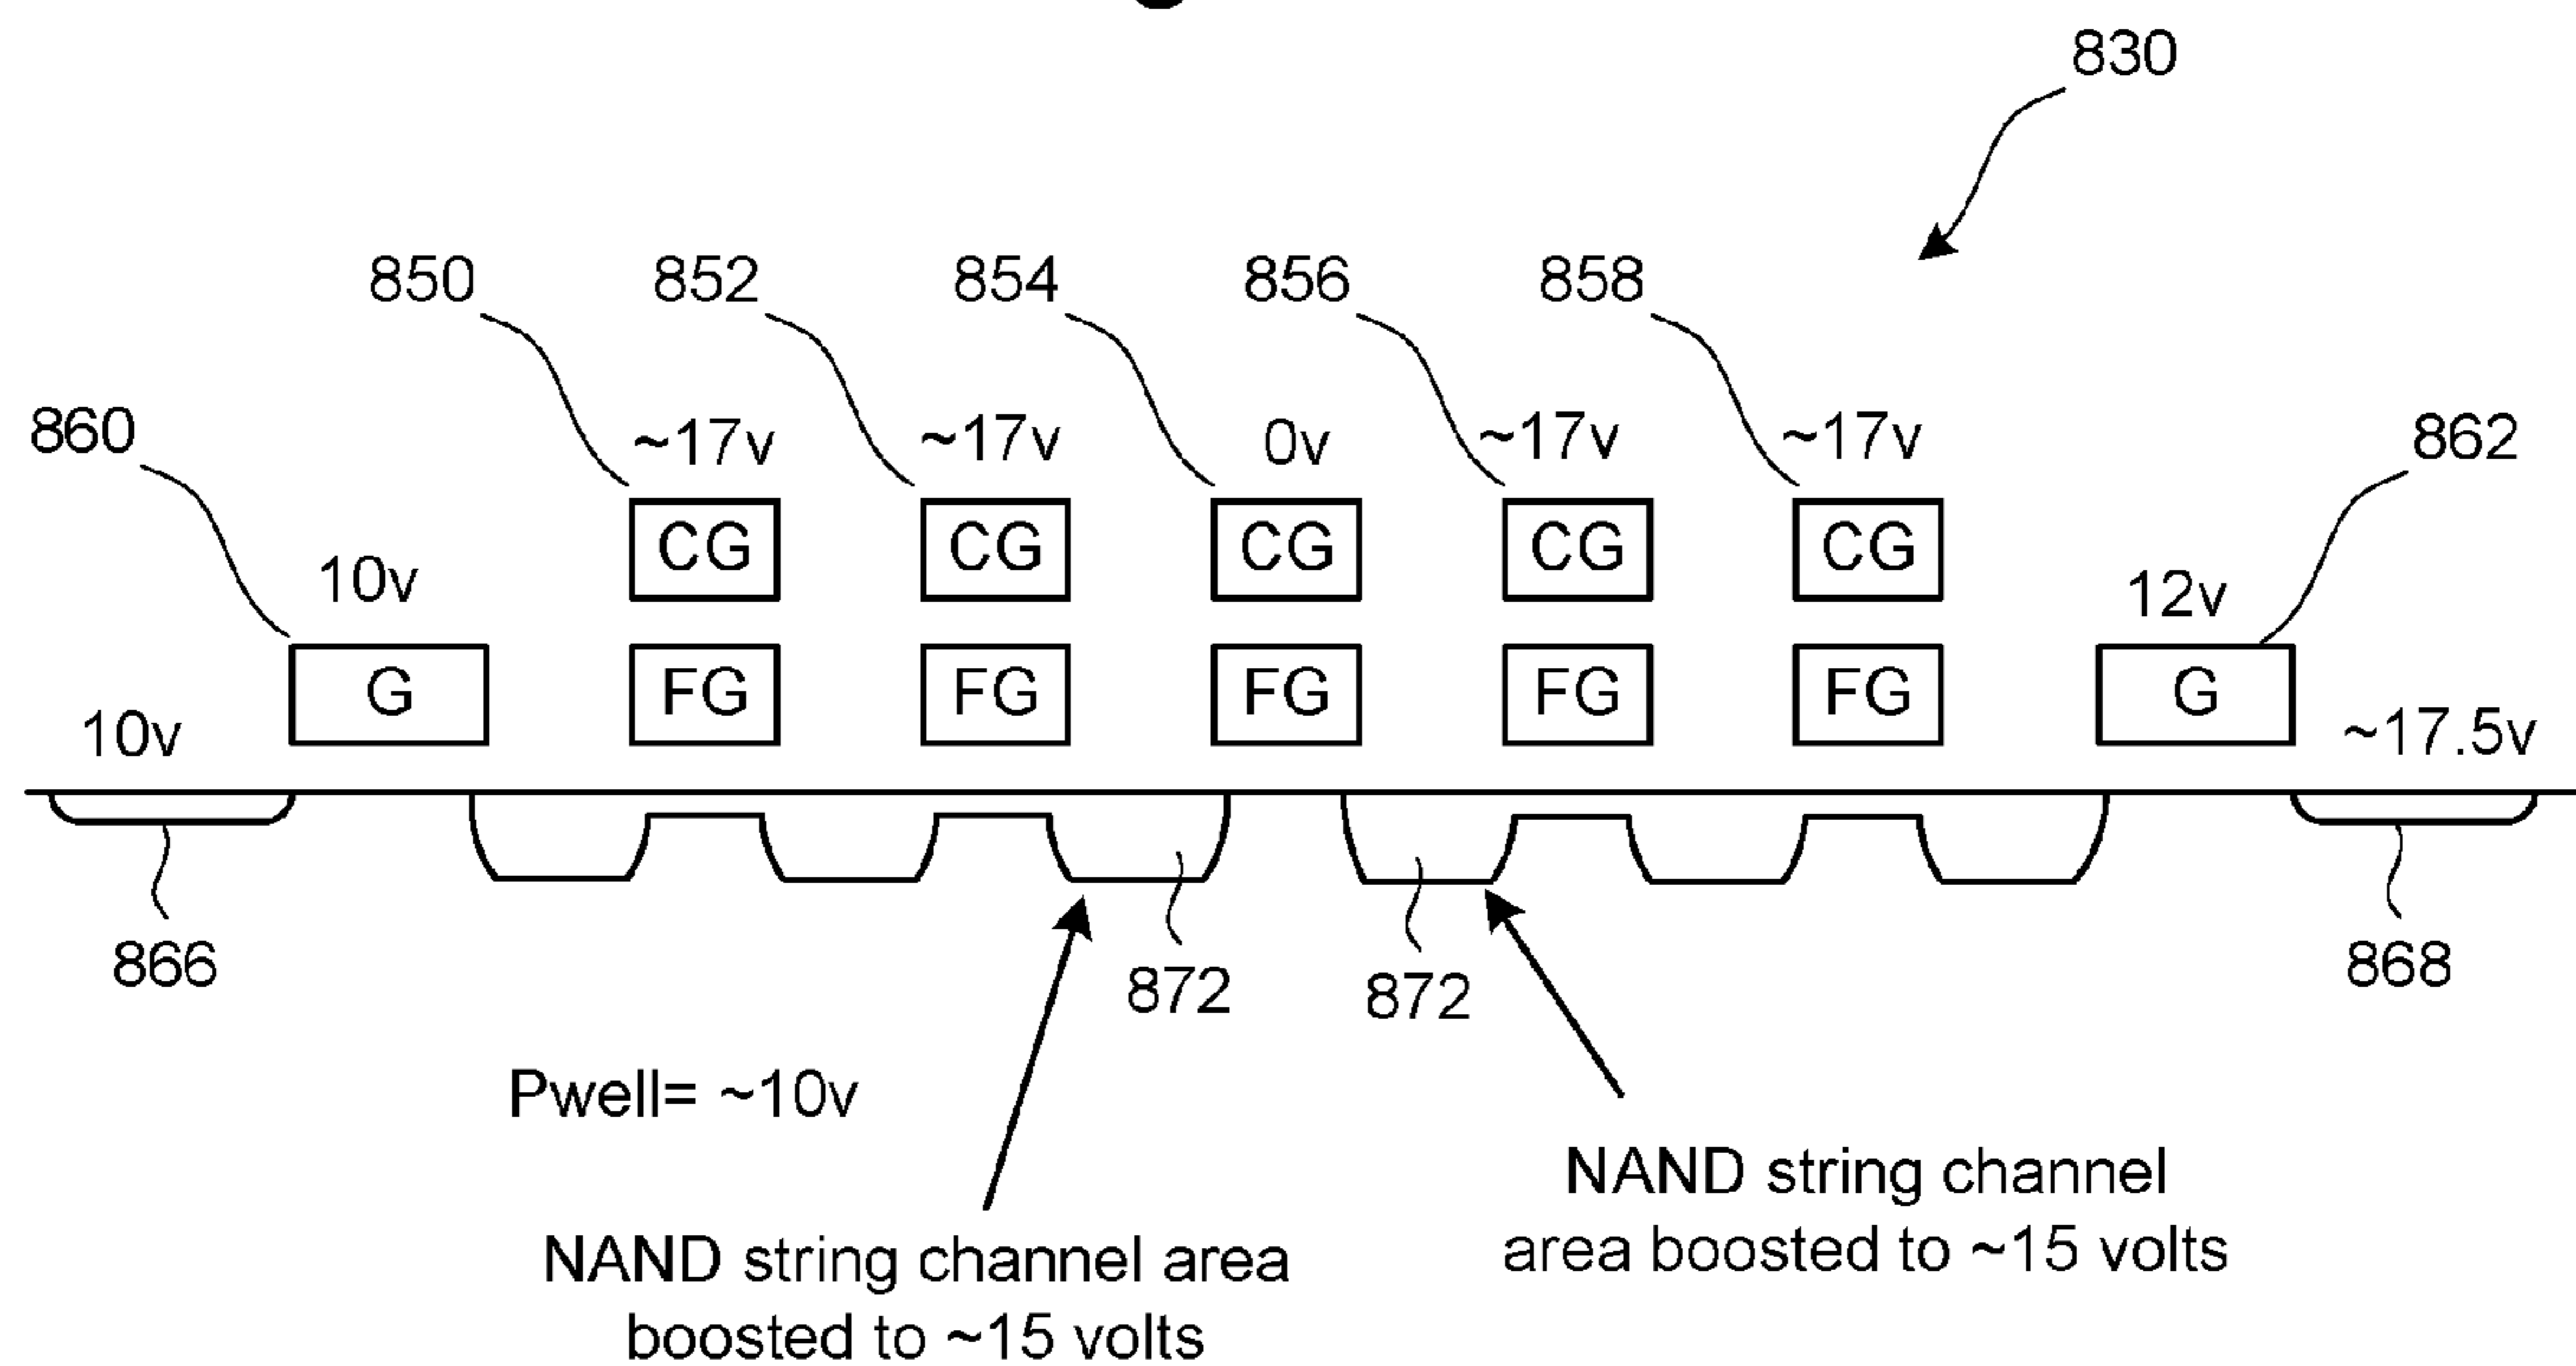 830
850 852 854 856 858
860 ~17v ~17v 0v ~17v ~17v 862
CG CG CG CG CG
10v 12v
G FG FG FG FG FG G
10v ~17.5v
866 872 872 868
Pwell= ~10v
NAND string channel area
boosted to ~15 volts
NAND string channel
area boosted to ~15 volts